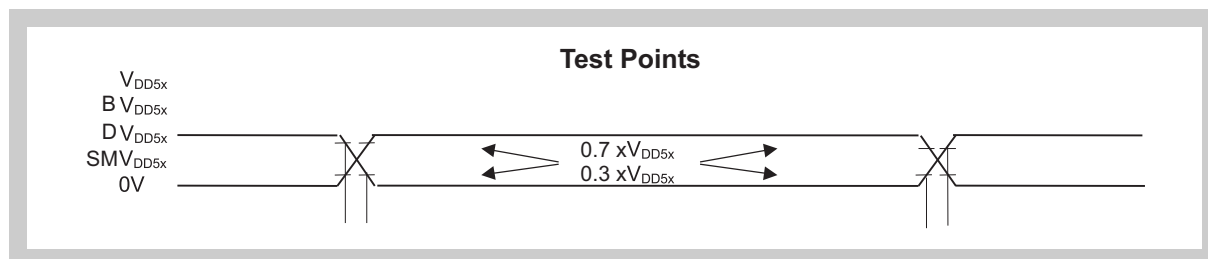 Test Points
VDD5x
B VDD5x
D VDD5x
SMVDD5x
0V
0.7 xVDD5x
0.3 xVDD5x